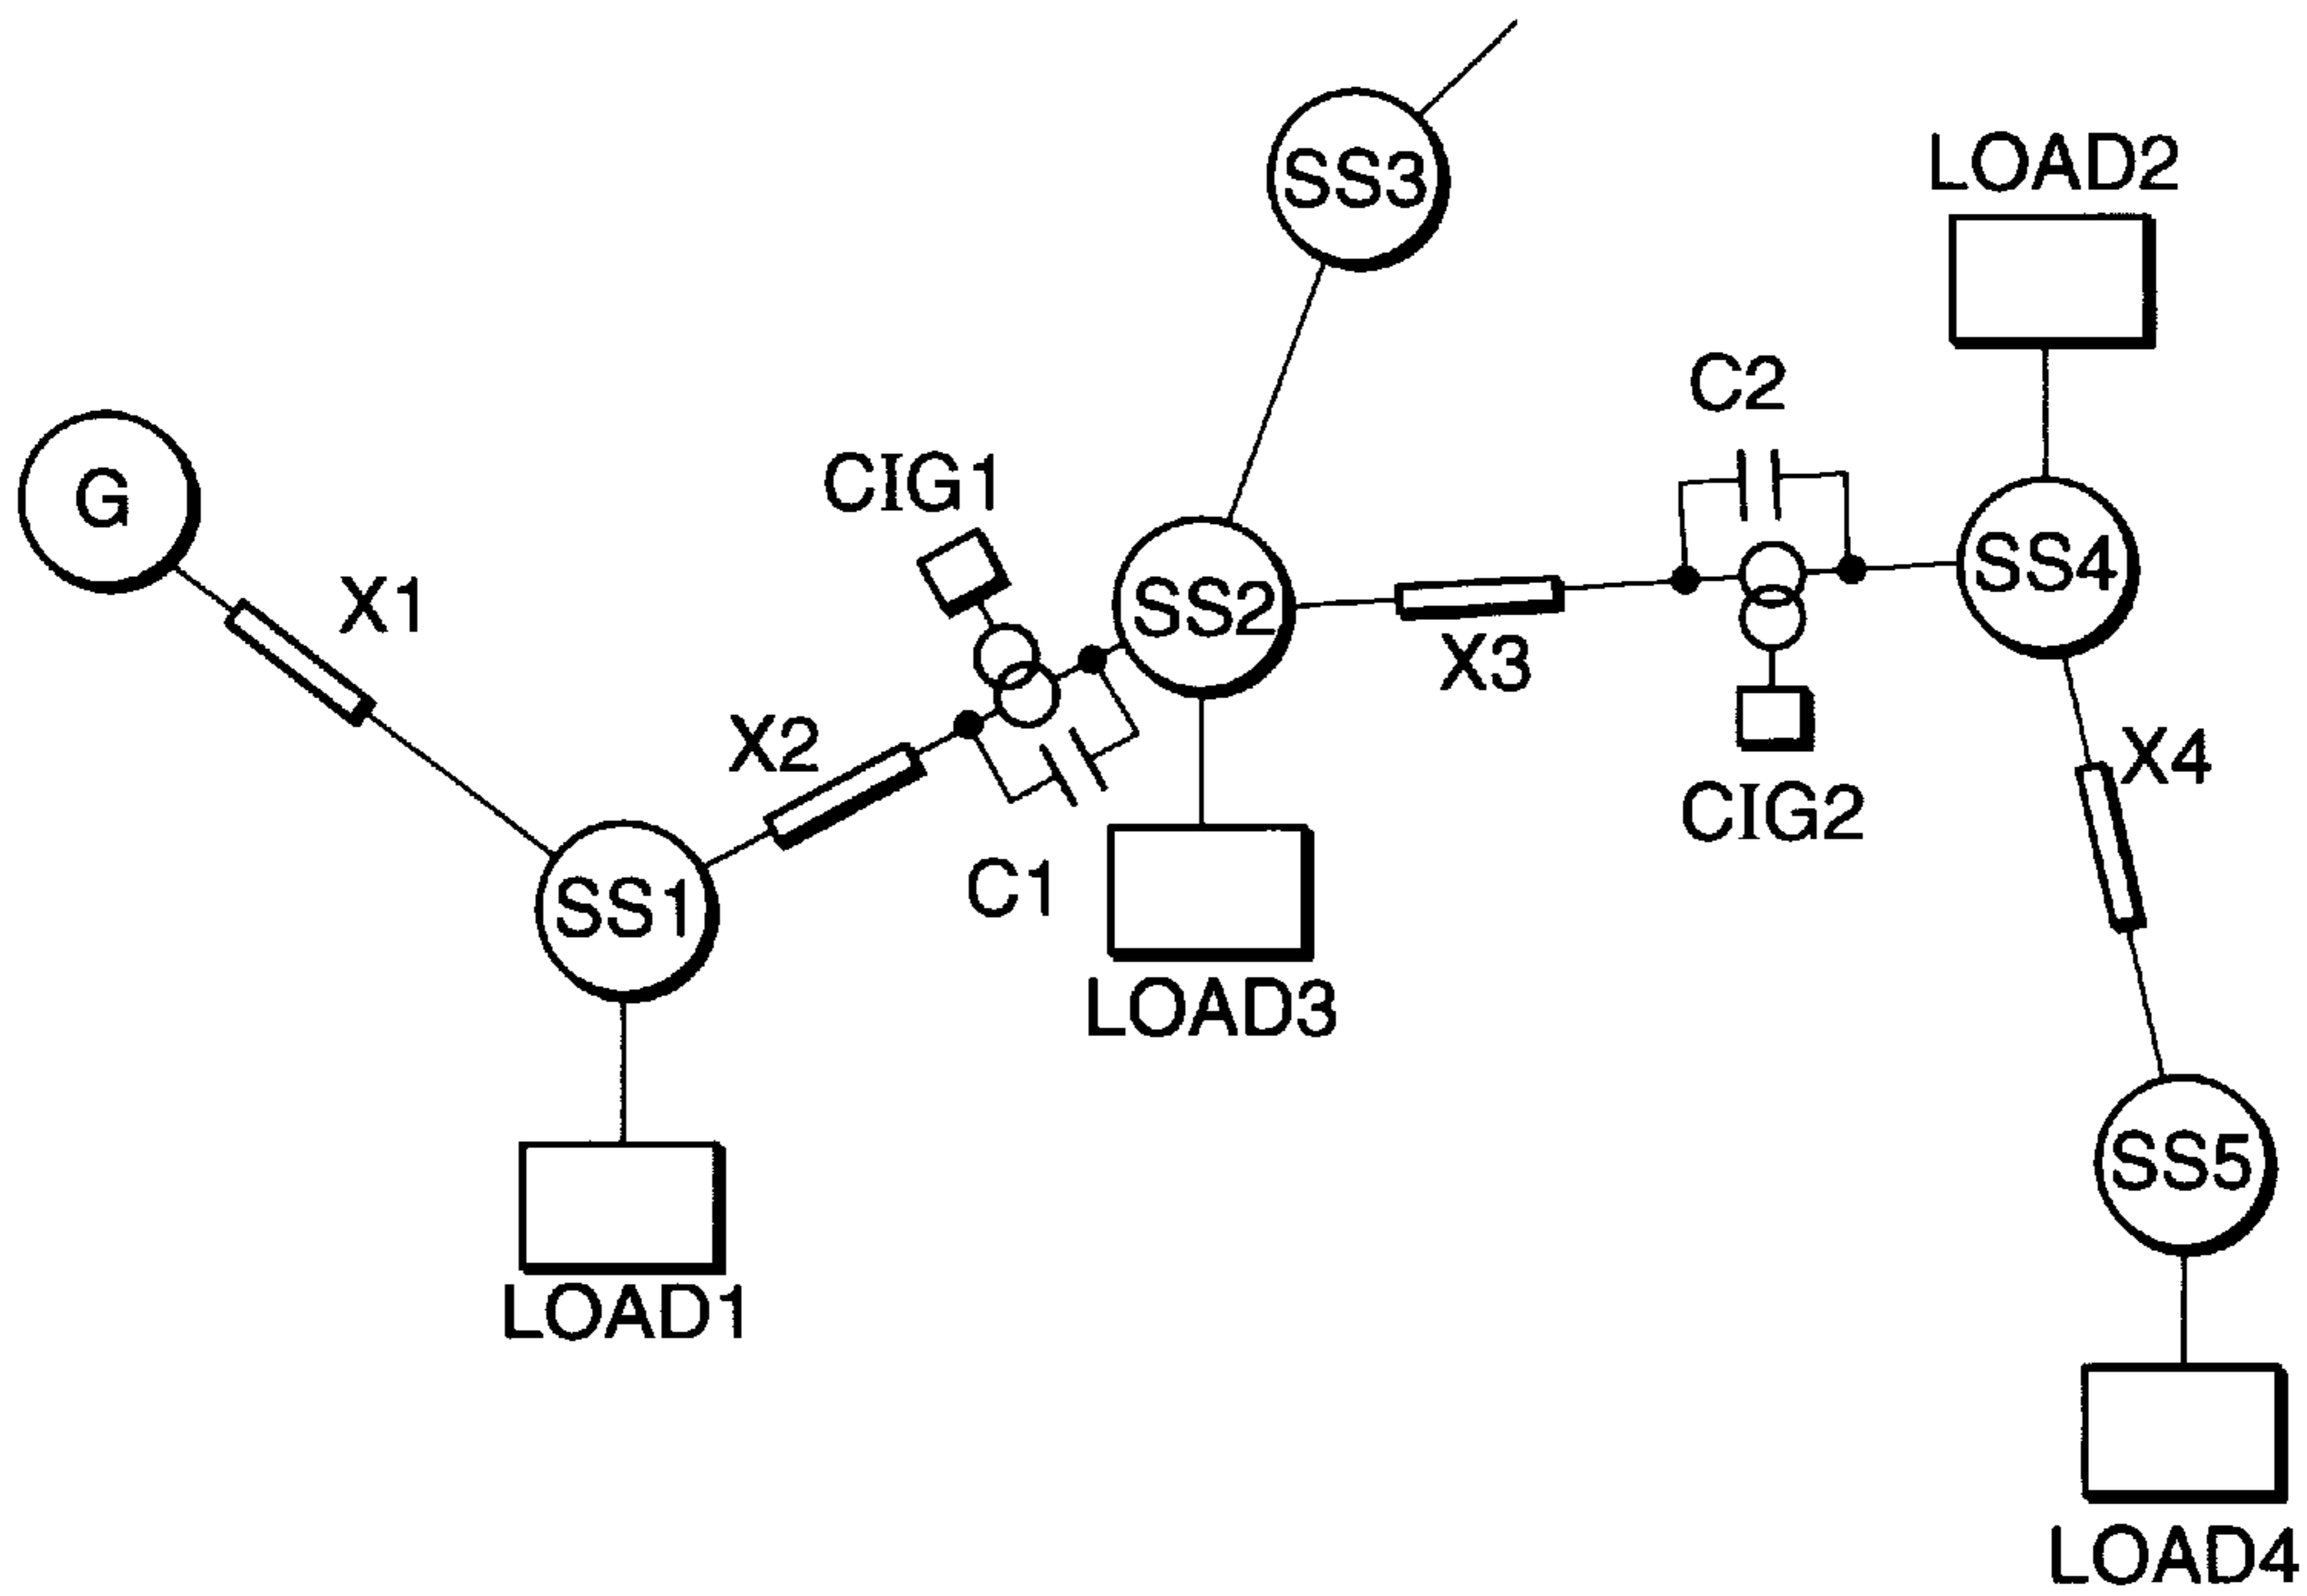 SS3
LOAD2
C2
CIG1
G
SS4
X1
SS2
X3
X2
X4
CIG2
C1
SS1
LOAD3
SS5
LOAD1
LOAD4